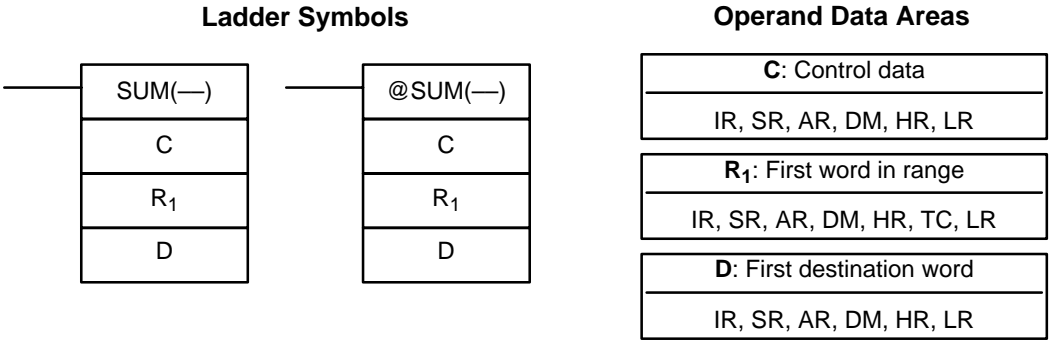 Ladder Symbols
SUM(—)
C
R1
D
@SUM(—)
C
R1
D
Operand Data Areas
C: Control data
IR, SR, AR, DM, HR, LR
R1: First word in range
IR, SR, AR, DM, HR, TC, LR
D: First destination word
IR, SR, AR, DM, HR, LR